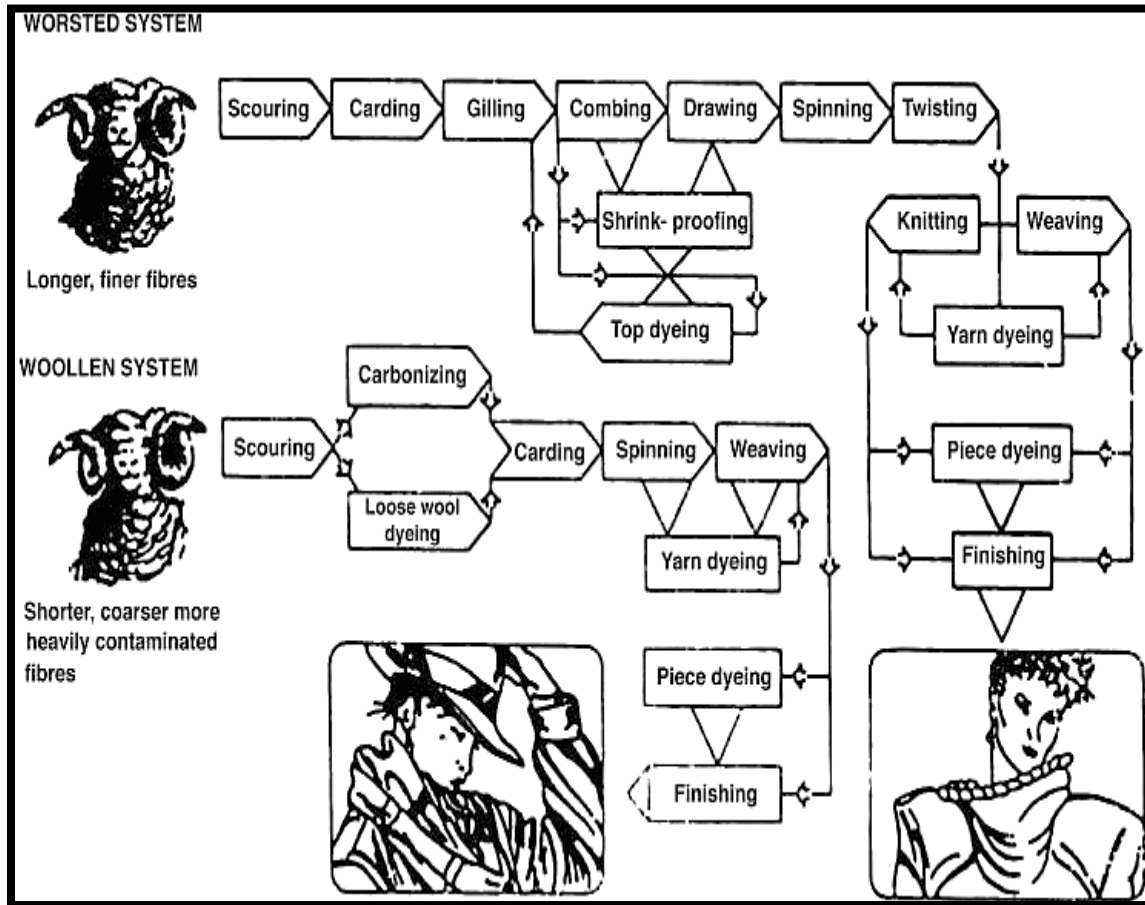 WORSTED SYSTEM
Scouring
Carding
Gilling
Combing
Drawing
Spinning
Twisting
Shrink- proofing
Knitting
Weaving
Longer, finer fibres
Top dyeing
Yarn dyeing
WOOLLEN SYSTEM
Carbonizing
Scouring
Carding
Spinning
Weaving
Piece dyeing
Loose wool
dyeing
Yarn dyeing
Finishing
Shorter, coarser more
heavily contaminated
fibres
Piece dyeing
Finishing